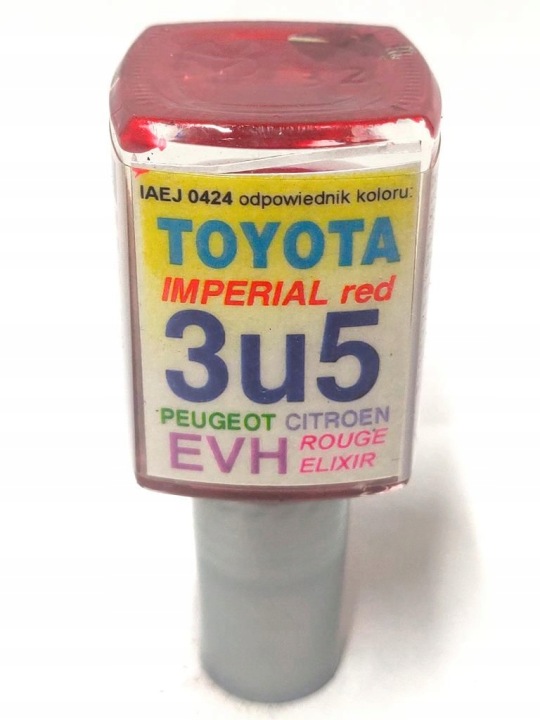 IAEJ 0424 odpowiednik koloru:
TOYOTA
IMPERIAL red
3u5
PEUGEOT CITROEN
EVH ROUGE
ELIXIR